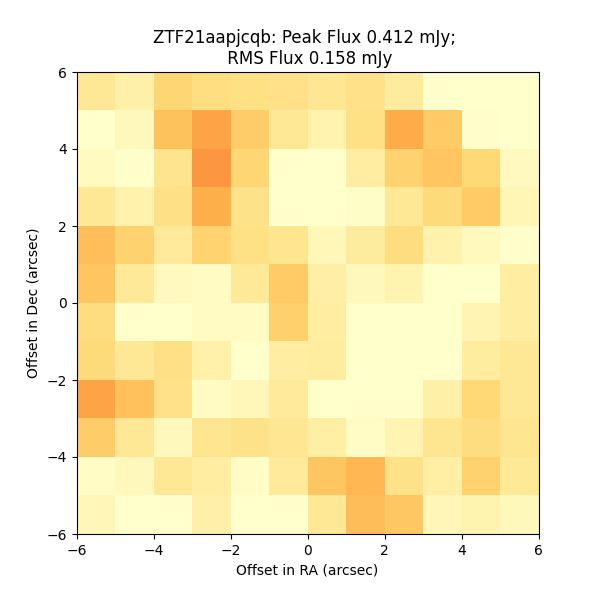 ZTF21aapjcqb: Peak Flux 0.412 mJy;
RMS Flux 0.158 mJy
6
4
2
0
−2
−4
−6
Offset in Dec (arcsec)
−6 −4 −2 0 2 4 6
Offset in RA (arcsec)